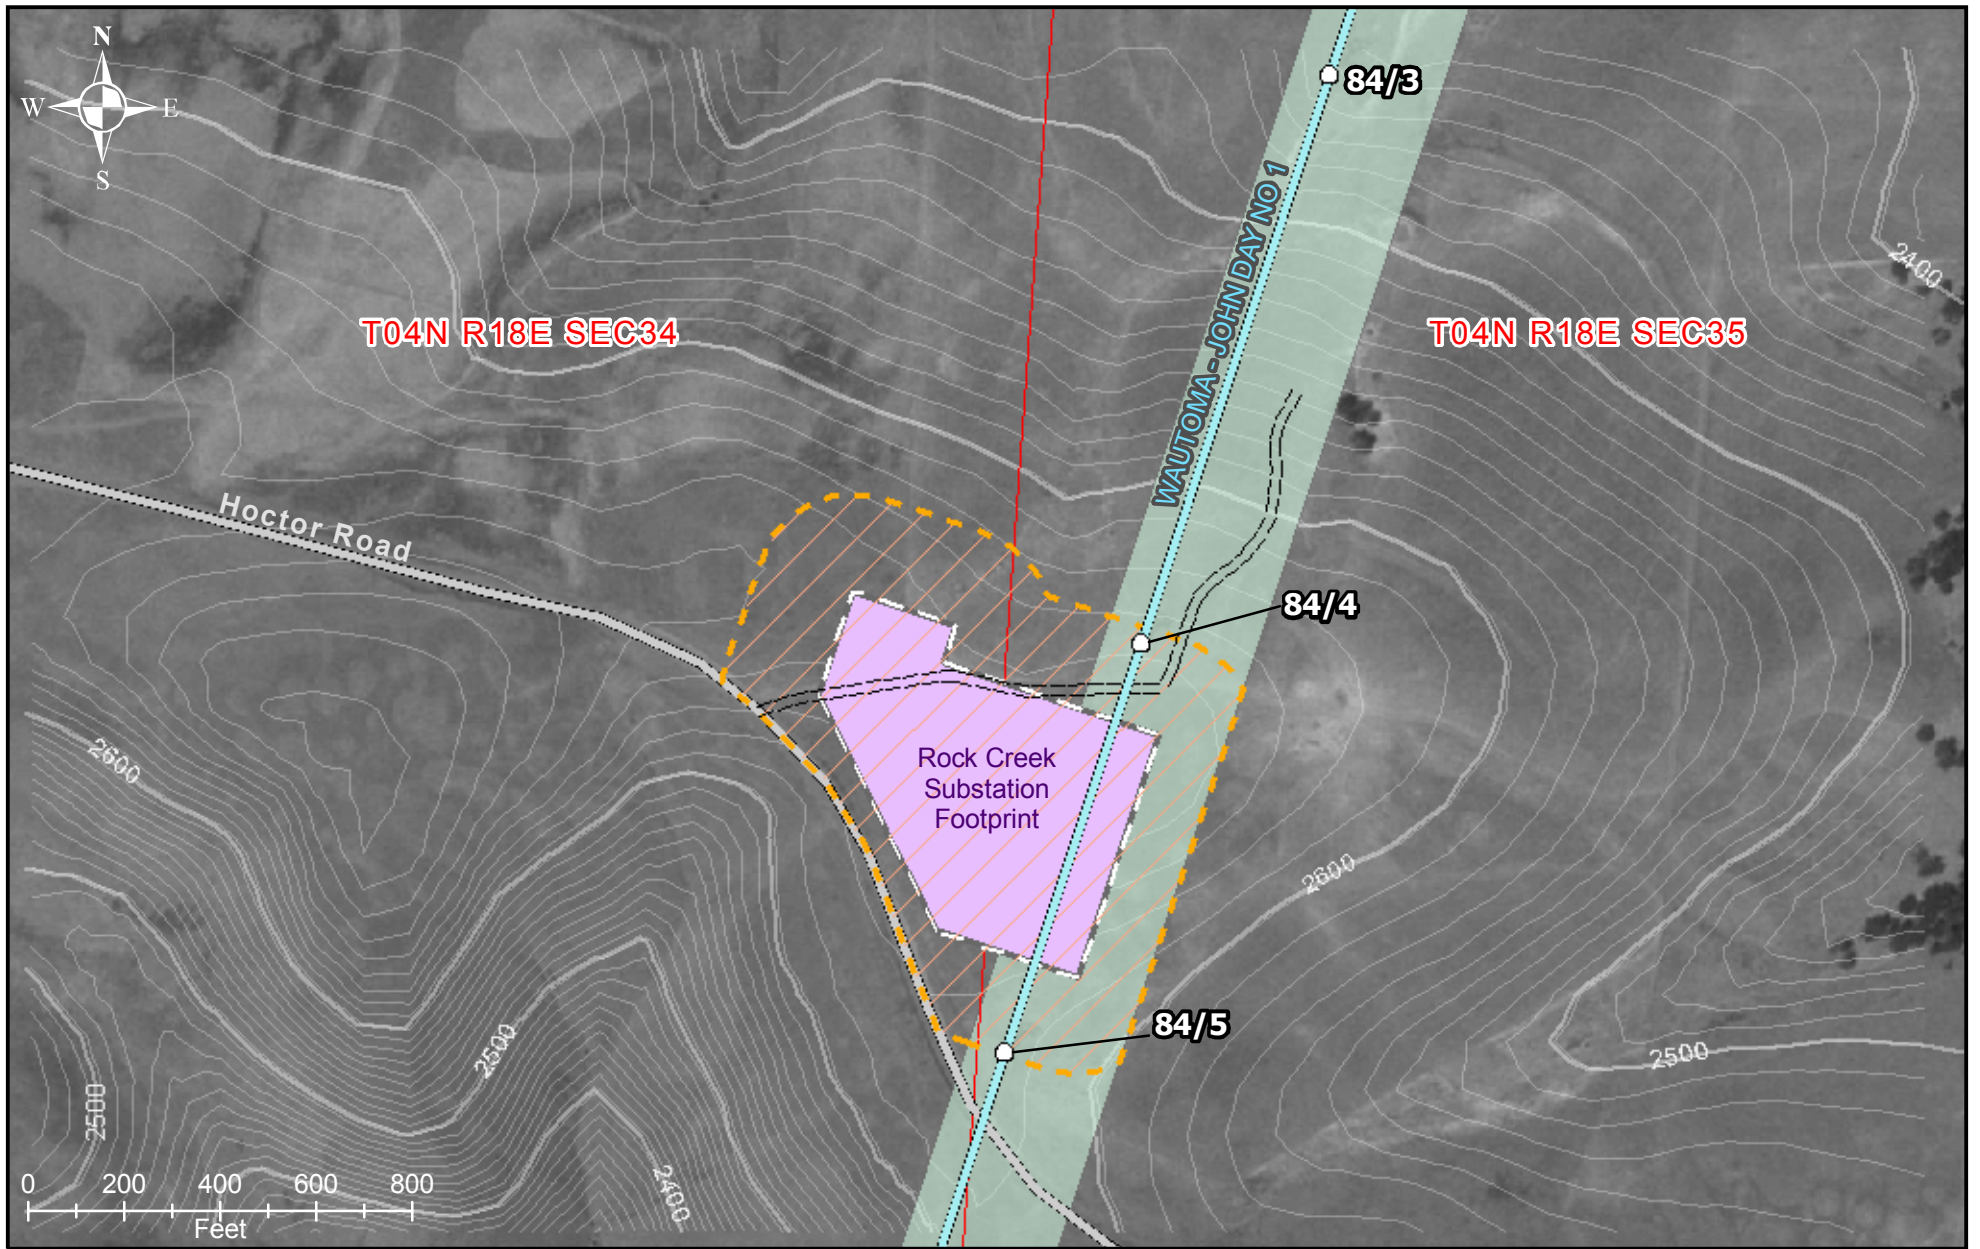 N
W E
S
84/3
WAUTOMA - JOHN DAY NO 1
2400
T04N R18E SEC34
T04N R18E SEC35
Hoctor Road
84/4
2600
Rock Creek
Substation
Footprint
2600
84/5
2500
2500
2500
2400
0 200 400 600 800
Feet